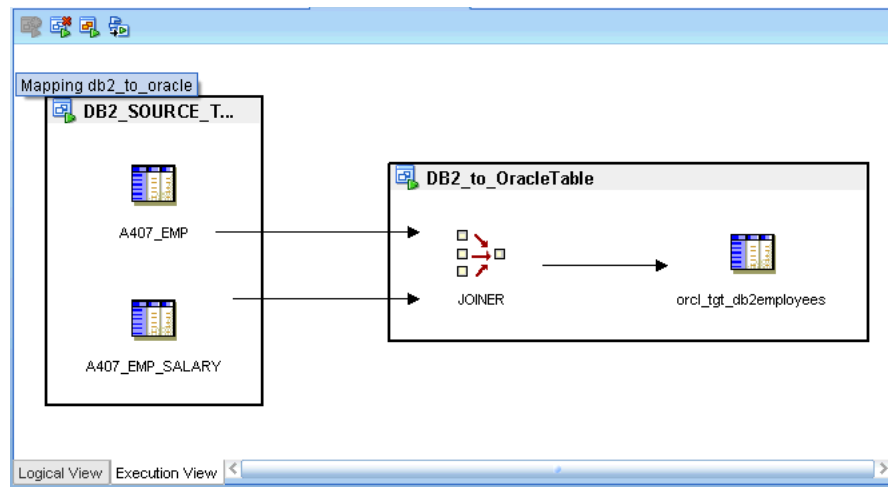 Mapping db2_to_oracle
DB2_SOURCE_T...
A407_EMP
A407_EMP_SALARY
DB2_to_OracleTable
JOINER
orcl_tgt_db2employees
Logical View
Execution View